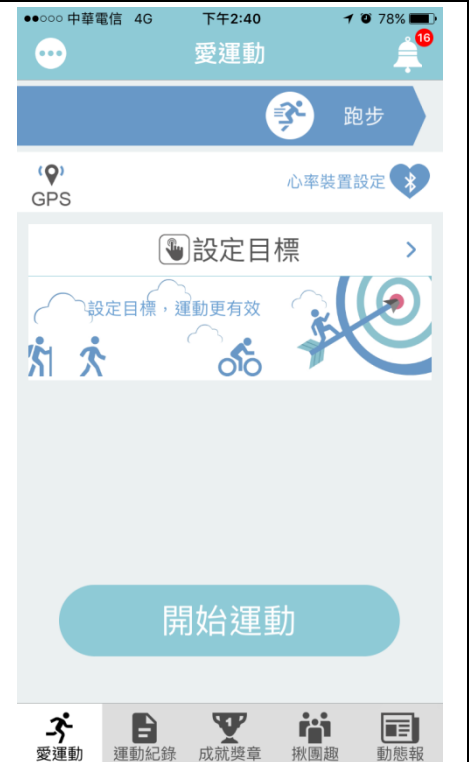 中華電信 4G 下午2:40 78%
愛運動
16
跑步
GPS
心率裝置設定
設定目標
設定目標，運動更有效
開始運動
愛運動 運動紀錄 成就獎章 揪團趣 動態報